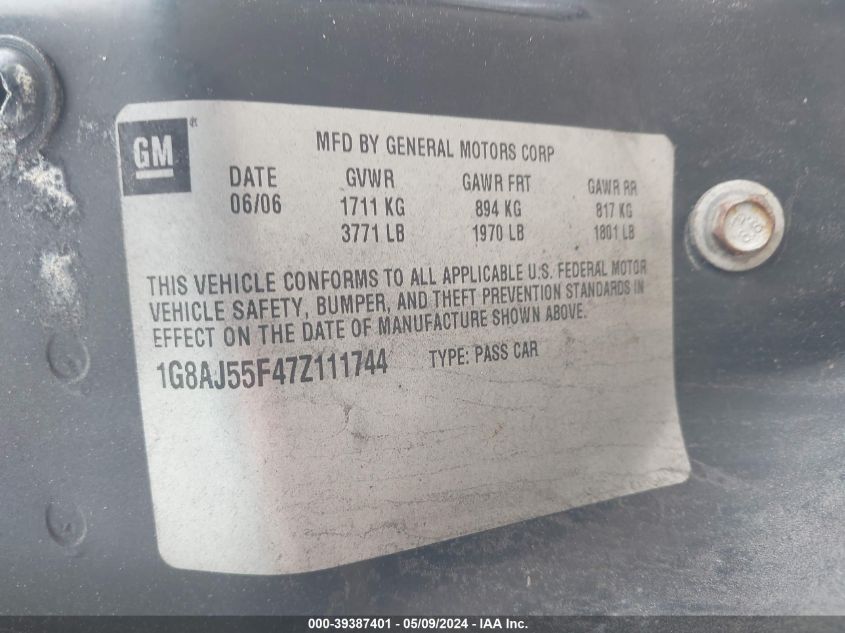 GM
MFD BY GENERAL MOTORS CORP
DATE GVWR GAWR FRT GAWR RR
06/06 1711 KG 894 KG 817 KG
3771 LB 1970 LB 1801 LB
THIS VEHICLE CONFORMS TO ALL APPLICABLE U.S. FEDERAL MOTOR
VEHICLE SAFETY, BUMPER, AND THEFT PREVENTION STANDARDS IN
EFFECT ON THE DATE OF MANUFACTURE SHOWN ABOVE.
1G8AJ55F47Z111744 TYPE: PASS CAR
000-39387401 - 05/09/2024 - IAA Inc.